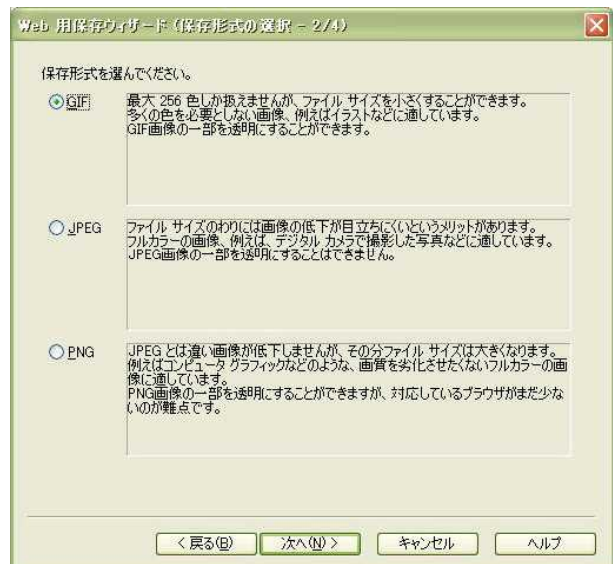 Web 用保存ウィザード (保存形式の選択 - 2/4)
保存形式を選んでください。
GIF
最大 256 色しか扱えませんが、ファイル サイズを小さくすることができます。
多くの色を必要としない画像、例えばイラストなどに適しています。
GIF画像の一部を透明にすることができます。
JPEG
ファイル サイズのわりには画像の低下が目立ちにくいというメリットがあります。
フルカラーの画像、例えば、デジタル カメラで撮影した写真などに適しています。
JPEG画像の一部を透明にすることはできません。
PNG
JPEG とは違い画像が低下しませんが、その分ファイル サイズは大きくなります。
例えばコンピュータ グラフィックなどのような、画質を劣化させたくないフルカラーの画
像に適しています。
PNG画像の一部を透明にすることができますが、対応しているブラウザがまだ少な
いのが難点です。
< 戻る(B)
次へ(N) >
キャンセル
ヘルプ